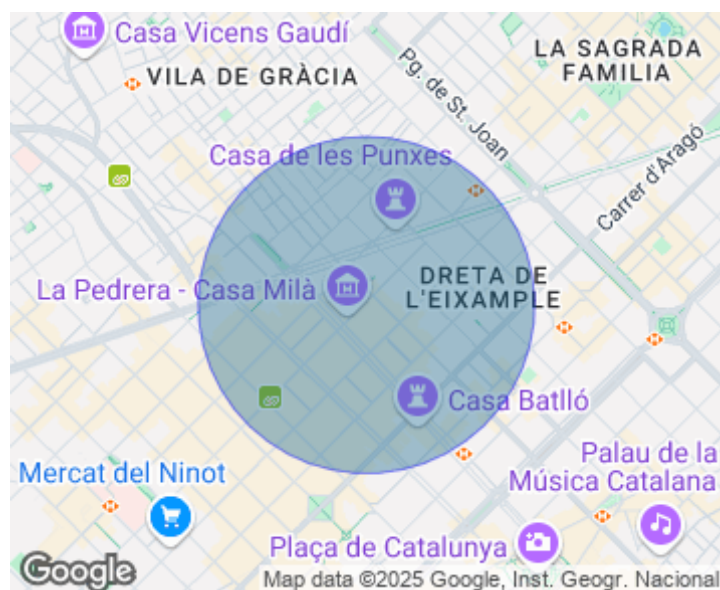 Casa Vicens Gaudí
VILA DE GRÀCIA
LA SAGRADA
FAMILIA
Pg. de St. Joan
Casa de les Punxes
Carrer d'Aragó
La Pedrera - Casa Milà
DRETA DE
L'EIXAMPLE
Casa Batlló
Mercat del Ninot
Palau de la
Música Catalana
Plaça de Catalunya
Google
Map data ©2025 Google, Inst. Geogr. Nacional